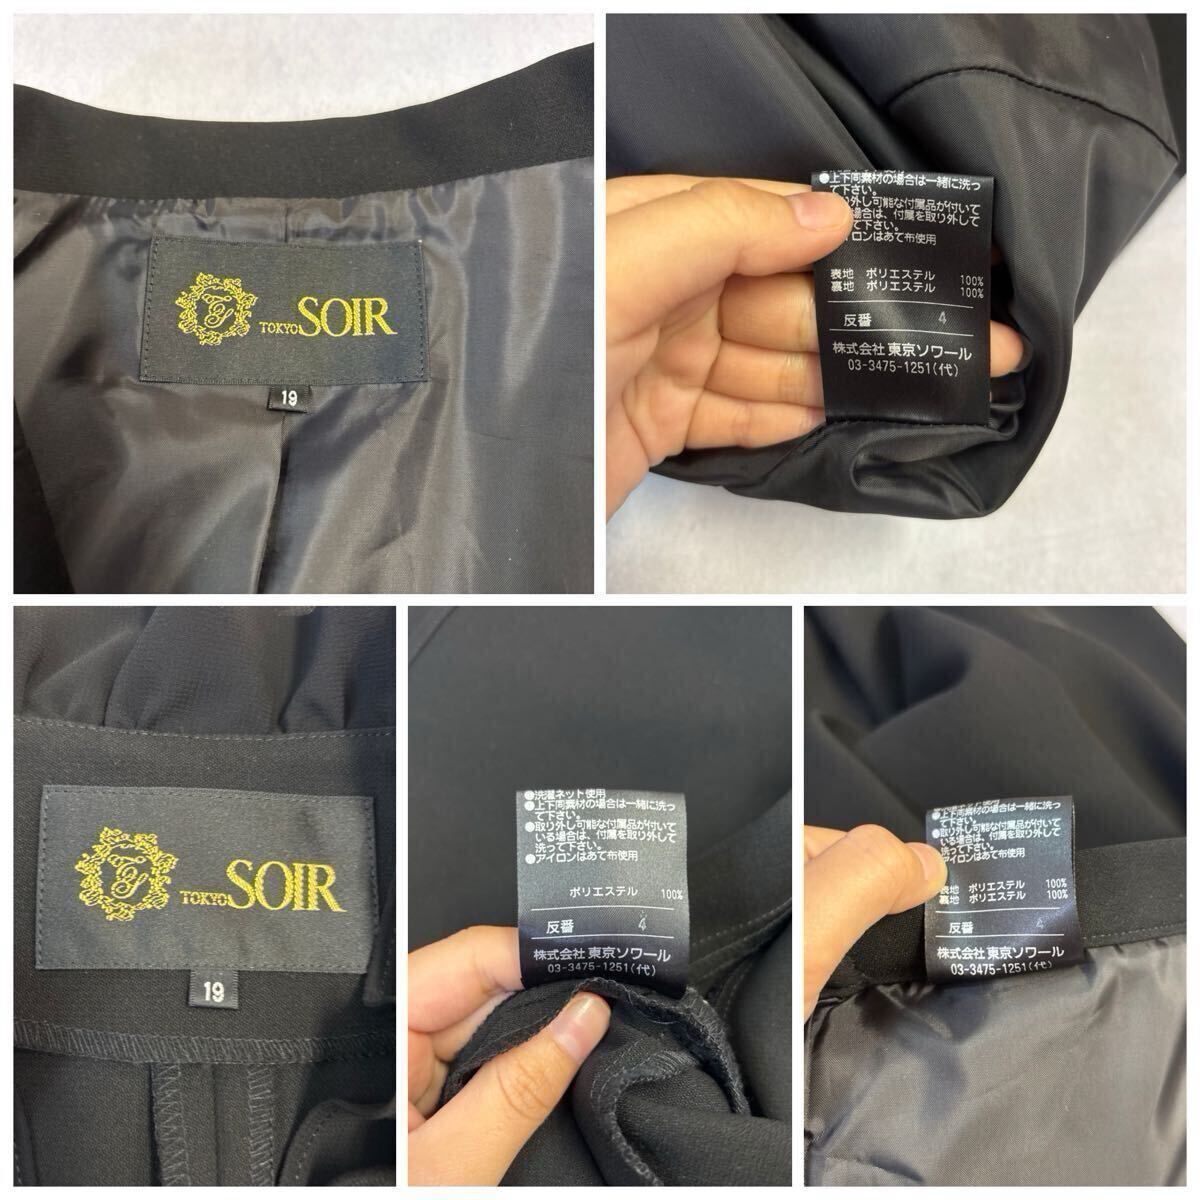 TOKYO SOIR
19
●上下同素材の場合は一緒に洗っ
て下さい。
り外し可能な付属品が付いて
場合は、付属を取り外して
て下さい。
イロンはあて布使用
表地 ポリエステル 100%
裏地 ポリエステル 100%
反番 4
株式会社 東京ソワール
03-3475-1251(代)
TOKYO SOIR
19
●洗濯ネット使用
●上下同素材の場合は一緒に洗っ
て下さい。
●取り外し可能な付属品が付いて
いる場合は、付属を取り外して
洗って下さい。
●アイロンはあて布使用
ポリエステル 100%
反番 4
株式会社 東京ソワール
03-3475-1251(代)
●上下同素材の場合は一緒に洗っ
て下さい。
●取り外し可能な付属品が付いて
いる場合は、付属を取り外して
洗って下さい。
アイロンはあて布使用
表地 ポリエステル 100%
裏地 ポリエステル 100%
反番 4
株式会社 東京ソワール
03-3475-1251(代)